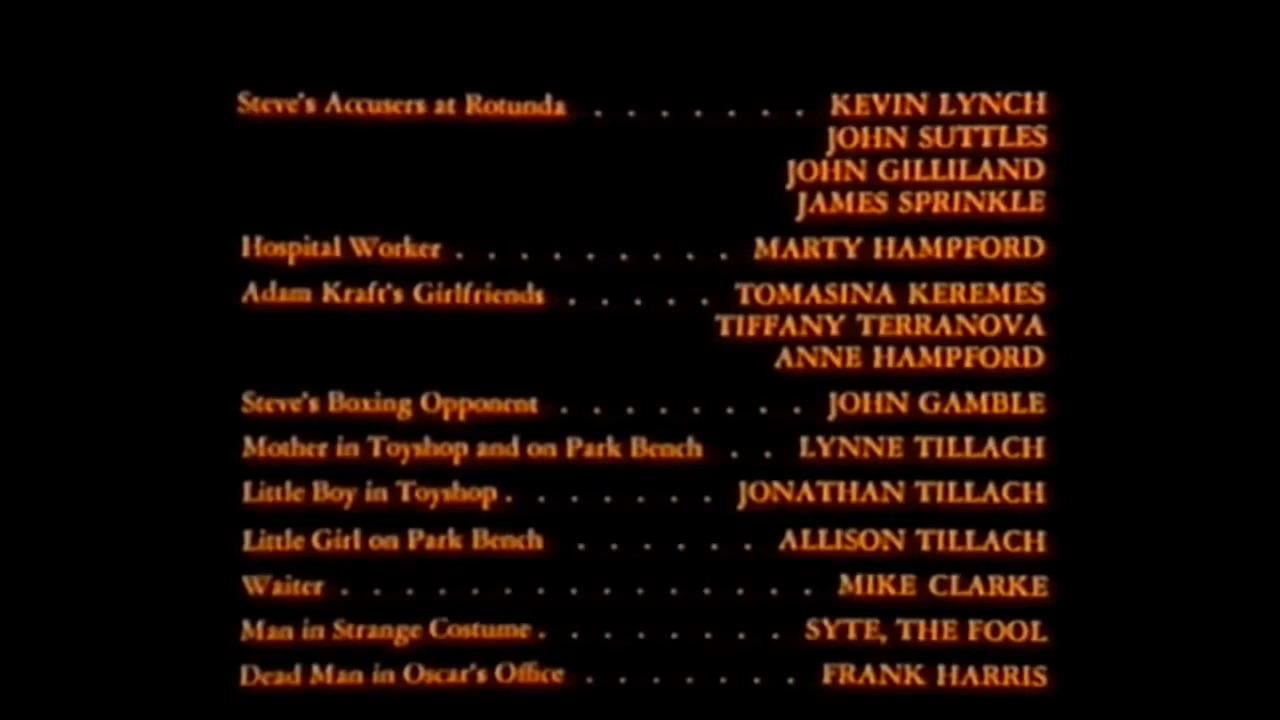 Steve's Accusers at Rotunda . . . . . . . KEVIN LYNCH
JOHN SUTTLES
JOHN GILLILAND
JAMES SPRINKLE
Hospital Worker . . . . . . . . . MARTY HAMPFORD
Adam Kraft's Girlfriends . . . . . TOMASINA KEREMES
TIFFANY TERRANOVA
ANNE HAMPFORD
Steve's Boxing Opponent . . . . . . . . JOHN GAMBLE
Mother in Toyshop and on Park Bench . . LYNNE TILLACH
Little Boy in Toyshop . . . . . . . JONATHAN TILLACH
Little Girl on Park Bench . . . . . . ALLISON TILLACH
Waiter . . . . . . . . . . . . . . . MIKE CLARKE
Man in Strange Costume . . . . . . . . SYTE, THE FOOL
Dead Man in Oscar's Office . . . . . . . FRANK HARRIS